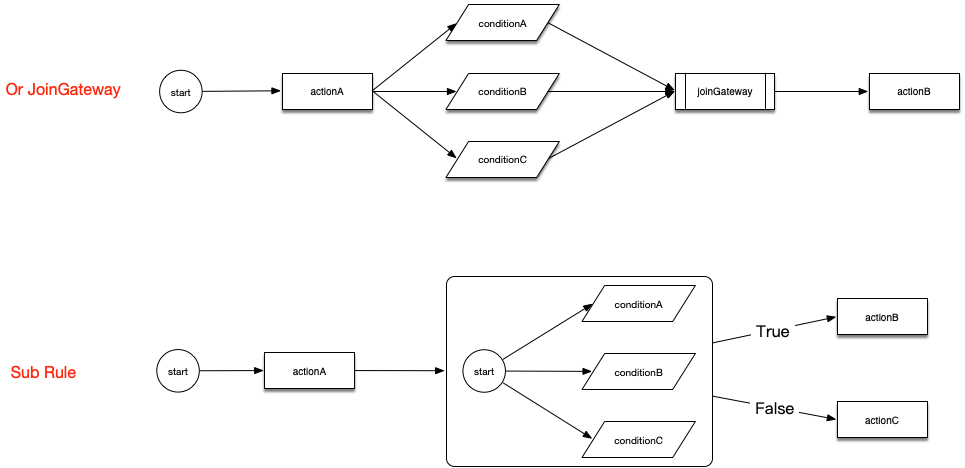 Or JoinGateway
start
actionA
conditionA
conditionB
conditionC
joinGateway
actionB
Sub Rule
start
actionA
start
conditionA
conditionB
conditionC
True
False
actionB
actionC